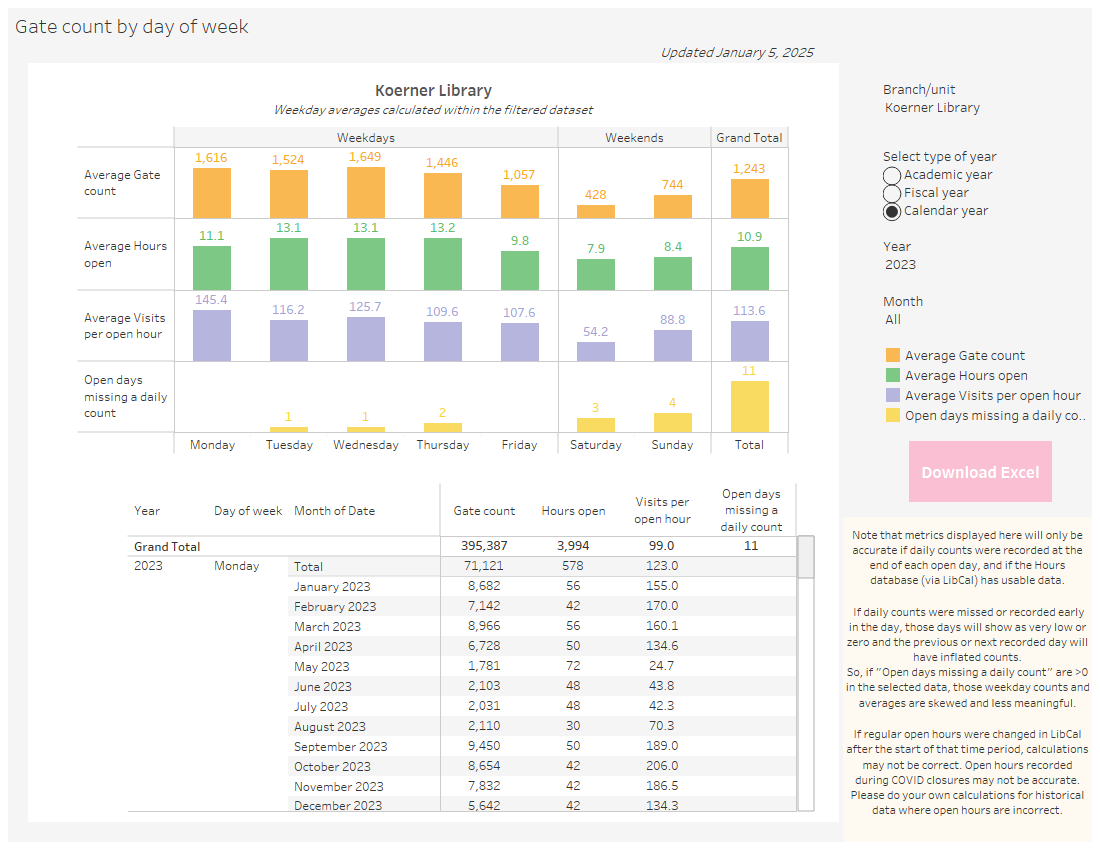 Gate count by day of week
Updated January 5, 2025
Koerner Library
Weekday averages calculated within the filtered dataset
Weekdays Weekends Grand Total
Average Gate count 1,616 1,524 1,649 1,446 1,057 428 744 1,243
Average Hours open 11.1 13.1 13.1 13.2 9.8 7.9 8.4 10.9
Average Visits per open hour 145.4 116.2 125.7 109.6 107.6 54.2 88.8 113.6
Open days missing a daily count 1 1 2 3 4 11
Monday Tuesday Wednesday Thursday Friday Saturday Sunday Total
Year Day of week Month of Date Gate count Hours open Visits per open hour Open days missing a daily count
Grand Total 395,387 3,994 99.0 11
2023 Monday Total 71,121 578 123.0
January 2023 8,682 56 155.0
February 2023 7,142 42 170.0
March 2023 8,966 56 160.1
April 2023 6,728 50 134.6
May 2023 1,781 72 24.7
June 2023 2,103 48 43.8
July 2023 2,031 48 42.3
August 2023 2,110 30 70.3
September 2023 9,450 50 189.0
October 2023 8,654 42 206.0
November 2023 7,832 42 186.5
December 2023 5,642 42 134.3
Branch/unit
Koerner Library
Select type of year
Academic year
Fiscal year
Calendar year
Year
2023
Month
All
Average Gate count
Average Hours open
Average Visits per open hour
Open days missing a daily co..
Download Excel
Note that metrics displayed here will only be
accurate if daily counts were recorded at the
end of each open day, and if the Hours
database (via LibCal) has usable data.
If daily counts were missed or recorded early
in the day, those days will show as very low or
zero and the previous or next recorded day will
have inflated counts.
So, if "Open days missing a daily count" are >0
in the selected data, those weekday counts and
averages are skewed and less meaningful.
If regular open hours were changed in LibCal
after the start of that time period, calculations
may not be correct. Open hours recorded
during COVID closures may not be accurate.
Please do your own calculations for historical
data where open hours are incorrect.